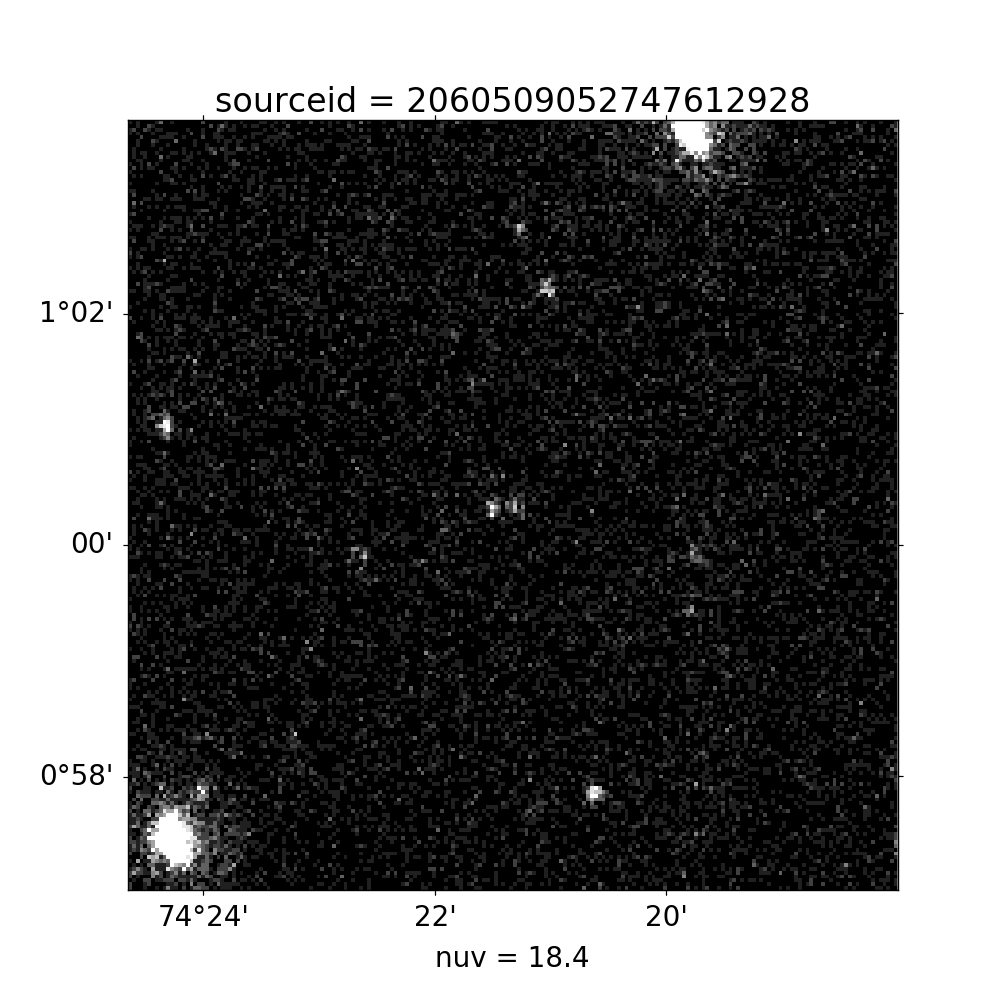 sourceid = 2060509052747612928
1°02'
00'
0°58'
74°24' 22' 20'
nuv = 18.4